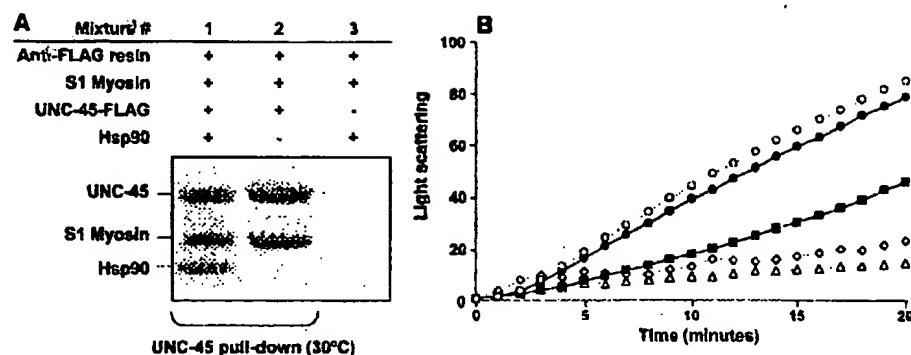 A
Mixture # 1 2 3
Anti-FLAG resin + + +
S1 Myosin + + +
UNC-45-FLAG + + -
Hsp90 + - +
UNC-45
S1 Myosin
Hsp90
UNC-45 pull-down (30°C)
B
Light scattering
100
80
60
40
20
0
0 5 10 15 20
Time (minutes)